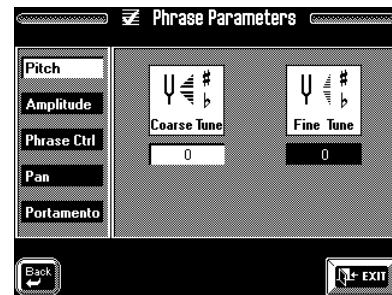 Phrase Parameters
Pitch
Amplitude
Phrase Ctrl
Pan
Portamento
Coarse Tune
0
Fine Tune
0
Back
EXIT